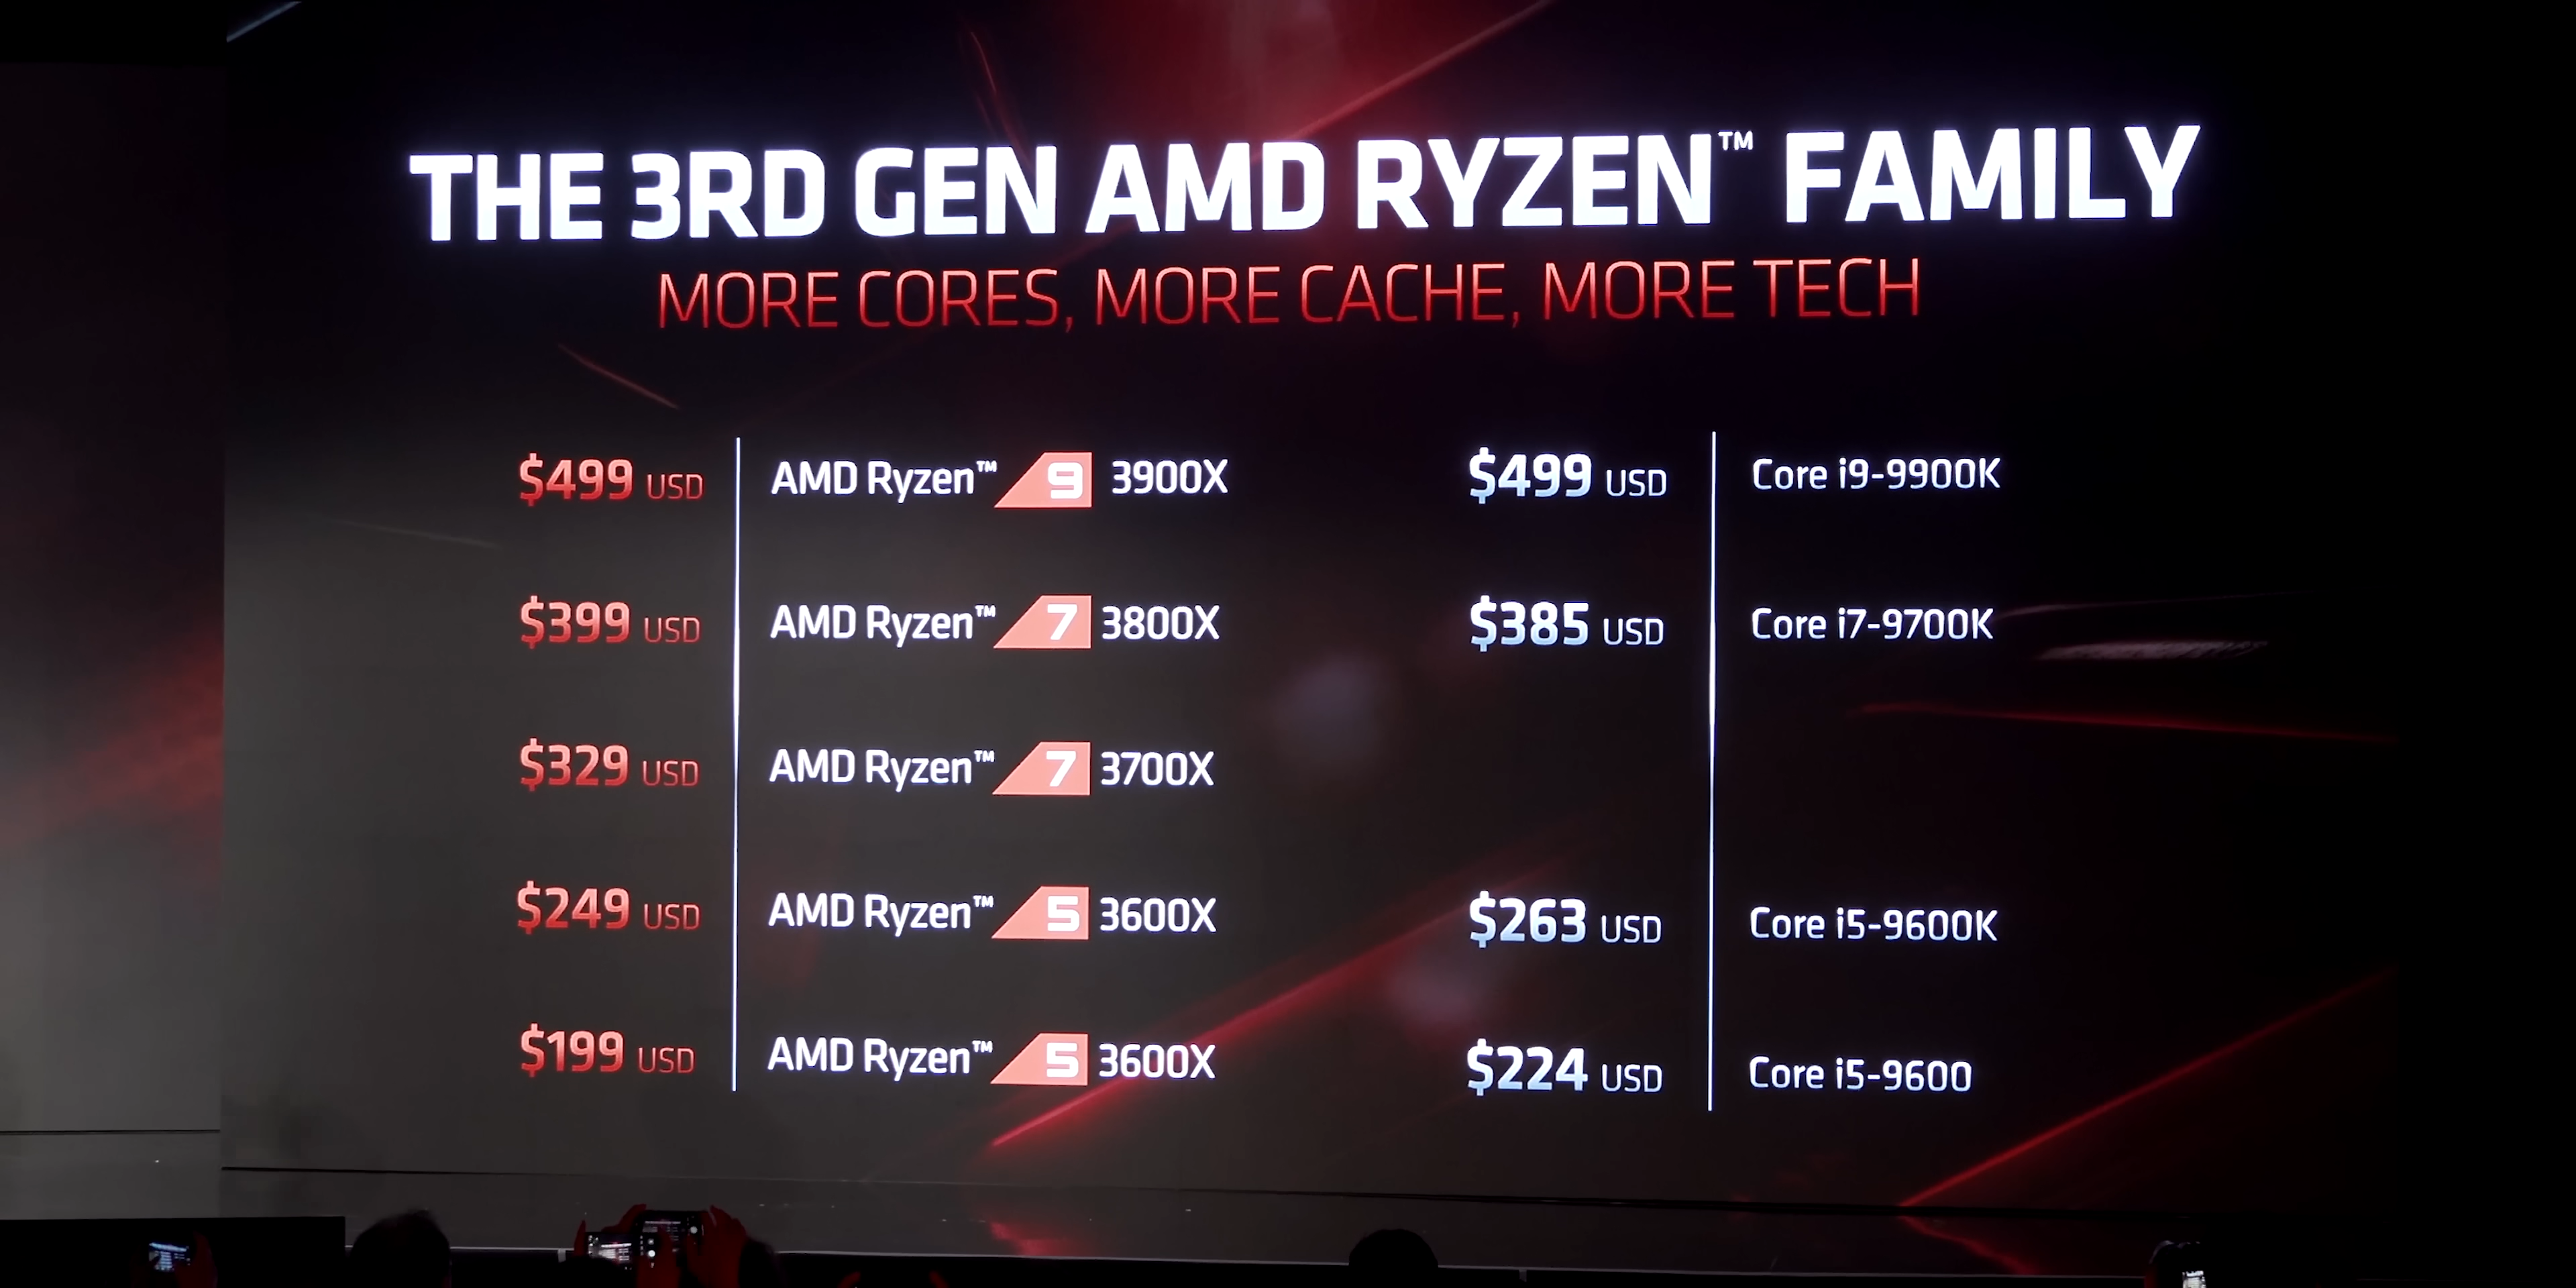 THE 3RD GEN AMD RYZEN™ FAMILY
MORE CORES, MORE CACHE, MORE TECH
$499 USD AMD Ryzen™ 9 3900X $499 USD Core i9-9900K
$399 USD AMD Ryzen™ 7 3800X $385 USD Core i7-9700K
$329 USD AMD Ryzen™ 7 3700X
$249 USD AMD Ryzen™ 5 3600X $263 USD Core i5-9600K
$199 USD AMD Ryzen™ 5 3600X $224 USD Core i5-9600